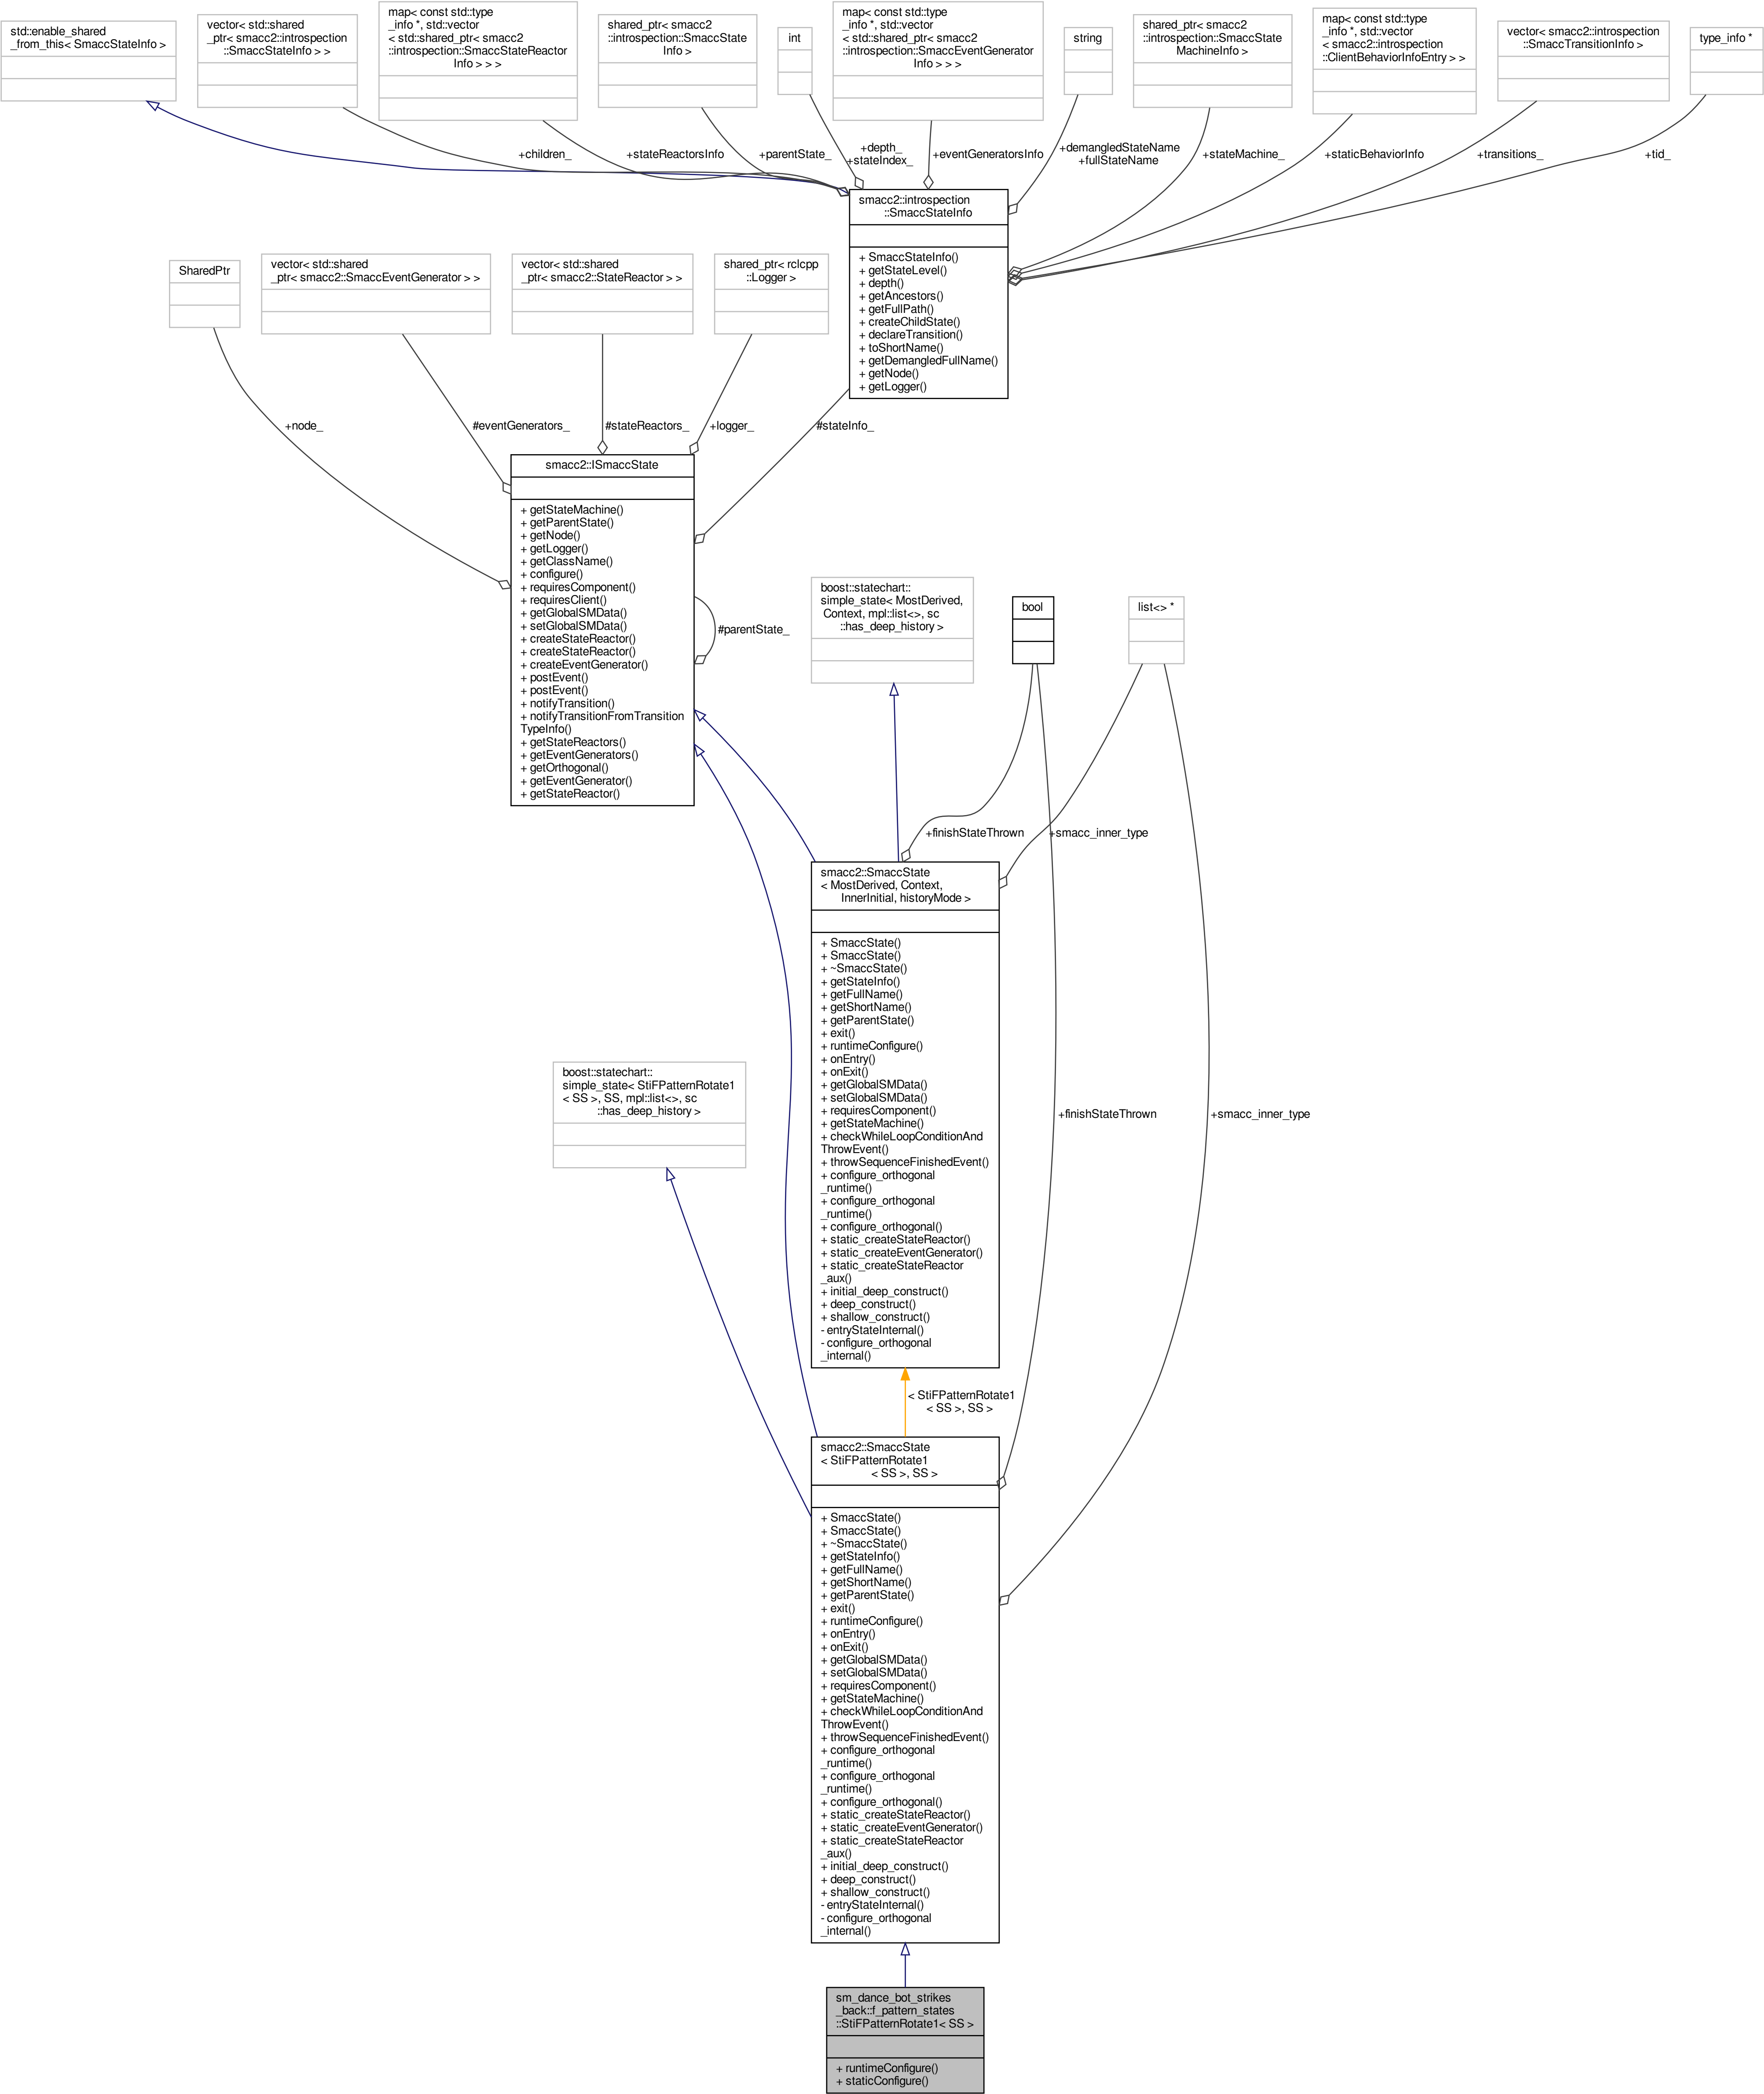 std::enable_shared
_from_this< SmaccStateInfo >
vector< std::shared
_ptr< smacc2::introspection
::SmaccStateInfo > >
map< const std::type
_info *, std::vector
< std::shared_ptr< smacc2
::introspection::SmaccStateReactor
Info > > >
shared_ptr< smacc2
::introspection::SmaccState
Info >
int
map< const std::type
_info *, std::vector
< std::shared_ptr< smacc2
::introspection::SmaccEventGenerator
Info > > >
string
shared_ptr< smacc2
::introspection::SmaccState
MachineInfo >
map< const std::type
_info *, std::vector
< smacc2::introspection
::ClientBehaviorInfoEntry > >
vector< smacc2::introspection
::SmaccTransitionInfo >
type_info *
+children_
+stateReactorsInfo
+parentState_
+depth_
+stateIndex_
+eventGeneratorsInfo
+demangledStateName
+fullStateName
+stateMachine_
+staticBehaviorInfo
+transitions_
+tid_
smacc2::introspection
::SmaccStateInfo
+ SmaccStateInfo()
+ getStateLevel()
+ depth()
+ getAncestors()
+ getFullPath()
+ createChildState()
+ declareTransition()
+ toShortName()
+ getDemangledFullName()
+ getNode()
+ getLogger()
SharedPtr
vector< std::shared
_ptr< smacc2::SmaccEventGenerator > >
vector< std::shared
_ptr< smacc2::StateReactor > >
shared_ptr< rclcpp
::Logger >
+node_
#eventGenerators_
#stateReactors_
+logger_
#stateInfo_
smacc2::ISmaccState
+ getStateMachine()
+ getParentState()
+ getNode()
+ getLogger()
+ getClassName()
+ configure()
+ requiresComponent()
+ requiresClient()
+ getGlobalSMData()
+ setGlobalSMData()
+ createStateReactor()
+ createStateReactor()
+ createEventGenerator()
+ postEvent()
+ postEvent()
+ notifyTransition()
+ notifyTransitionFromTransition
TypeInfo()
+ getStateReactors()
+ getEventGenerators()
+ getOrthogonal()
+ getEventGenerator()
+ getStateReactor()
#parentState_
boost::statechart::
simple_state< MostDerived,
Context, mpl::list<>, sc
::has_deep_history >
bool
list<> *
+finishStateThrown
+smacc_inner_type
smacc2::SmaccState
< MostDerived, Context,
InnerInitial, historyMode >
+ SmaccState()
+ SmaccState()
+ ~SmaccState()
+ getStateInfo()
+ getFullName()
+ getShortName()
+ getParentState()
+ exit()
+ runtimeConfigure()
+ onEntry()
+ onExit()
+ getGlobalSMData()
+ setGlobalSMData()
+ requiresComponent()
+ getStateMachine()
+ checkWhileLoopConditionAnd
ThrowEvent()
+ throwSequenceFinishedEvent()
+ configure_orthogonal
_runtime()
+ configure_orthogonal
_runtime()
+ configure_orthogonal()
+ static_createStateReactor()
+ static_createEventGenerator()
+ static_createStateReactor
_aux()
+ initial_deep_construct()
+ deep_construct()
+ shallow_construct()
- entryStateInternal()
- configure_orthogonal
_internal()
boost::statechart::
simple_state< StiFPatternRotate1
< SS >, SS, mpl::list<>, sc
::has_deep_history >
+finishStateThrown
+smacc_inner_type
< StiFPatternRotate1
< SS >, SS >
smacc2::SmaccState
< StiFPatternRotate1
< SS >, SS >
+ SmaccState()
+ SmaccState()
+ ~SmaccState()
+ getStateInfo()
+ getFullName()
+ getShortName()
+ getParentState()
+ exit()
+ runtimeConfigure()
+ onEntry()
+ onExit()
+ getGlobalSMData()
+ setGlobalSMData()
+ requiresComponent()
+ getStateMachine()
+ checkWhileLoopConditionAnd
ThrowEvent()
+ throwSequenceFinishedEvent()
+ configure_orthogonal
_runtime()
+ configure_orthogonal
_runtime()
+ configure_orthogonal()
+ static_createStateReactor()
+ static_createEventGenerator()
+ static_createStateReactor
_aux()
+ initial_deep_construct()
+ deep_construct()
+ shallow_construct()
- entryStateInternal()
- configure_orthogonal
_internal()
sm_dance_bot_strikes
_back::f_pattern_states
::StiFPatternRotate1< SS >
+ runtimeConfigure()
+ staticConfigure()